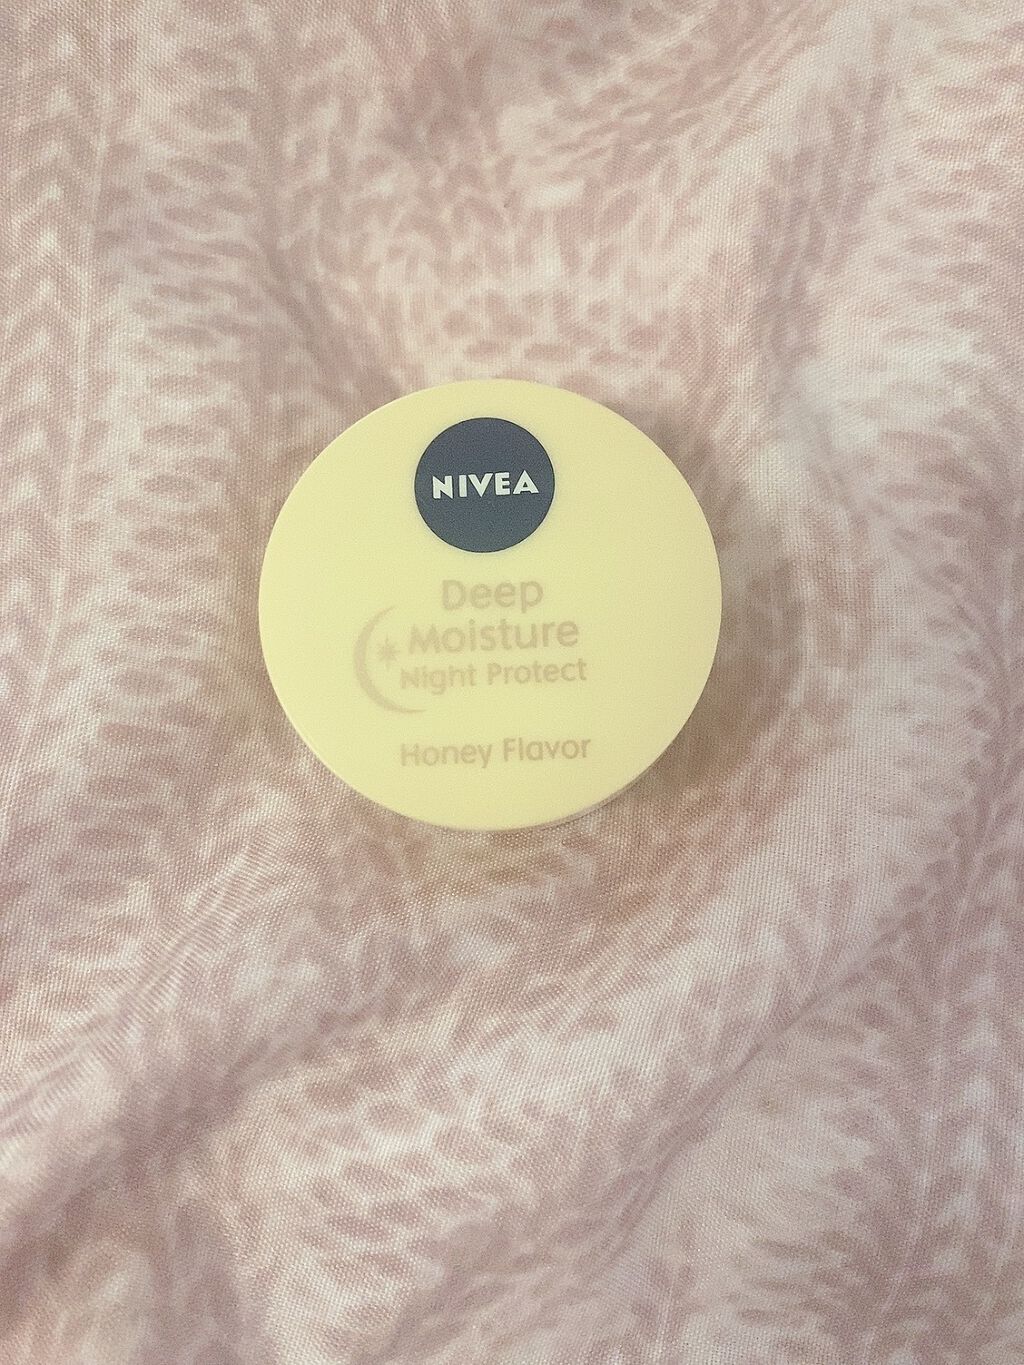 NIVEA
Deep
Moisture
Night Protect
Honey Flavor